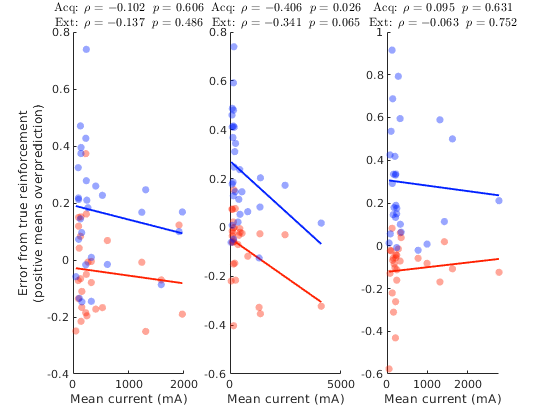 Acq: ρ = −0.102 p = 0.606 Acq: ρ = −0.406 p = 0.026 Acq: ρ = 0.095 p = 0.631
Ext: ρ = −0.137 p = 0.486 Ext: ρ = −0.341 p = 0.065 Ext: ρ = −0.063 p = 0.752
Error from true reinforcement
(positive means overprediction)
0.8
0.6
0.4
0.2
0
-0.2
-0.4
0 1000 2000
Mean current (mA)
0.8
0.6
0.4
0.2
0
-0.2
-0.4
-0.6
0 5000
Mean current (mA)
1
0.8
0.6
0.4
0.2
0
-0.2
-0.4
-0.6
0 1000 2000
Mean current (mA)